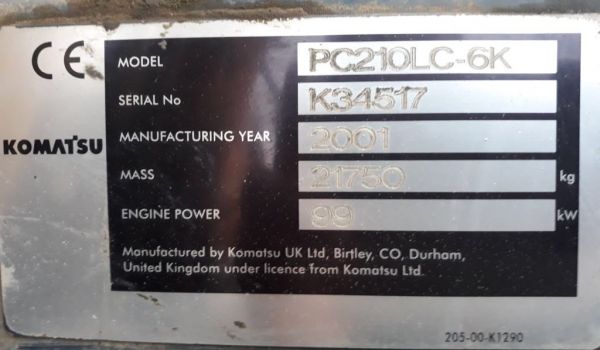 CE
KOMATSU
MODEL PC210LC-6K
SERIAL No K34517
MANUFACTURING YEAR 2001
MASS 21750 kg
ENGINE POWER 99 kW
Manufactured by Komatsu UK Ltd, Birtley, CO, Durham,
United Kingdom under licence from Komatsu Ltd.
205-00-K1290